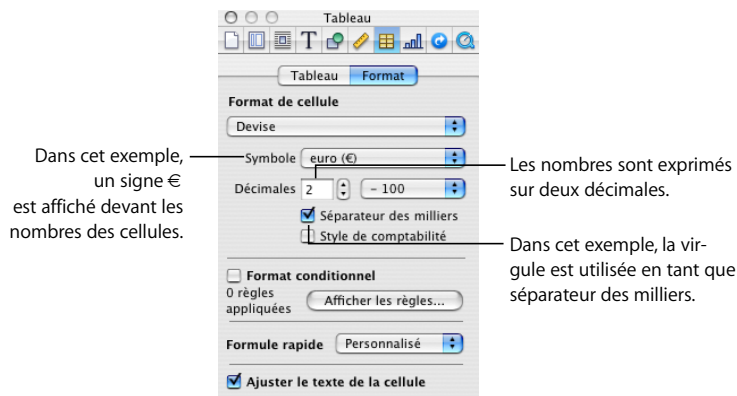 Tableau
Tableau
Format
Format de cellule
Devise
Symbole
euro (€)
Décimales
2
- 100
Séparateur des milliers
Style de comptabilité
Format conditionnel
0 règles
appliquées
Afficher les règles...
Formule rapide
Personnalisé
Ajuster le texte de la cellule
Dans cet exemple,
un signe €
est affiché devant les
nombres des cellules.
Les nombres sont exprimés
sur deux décimales.
Dans cet exemple, la vir-
gule est utilisée en tant que
séparateur des milliers.